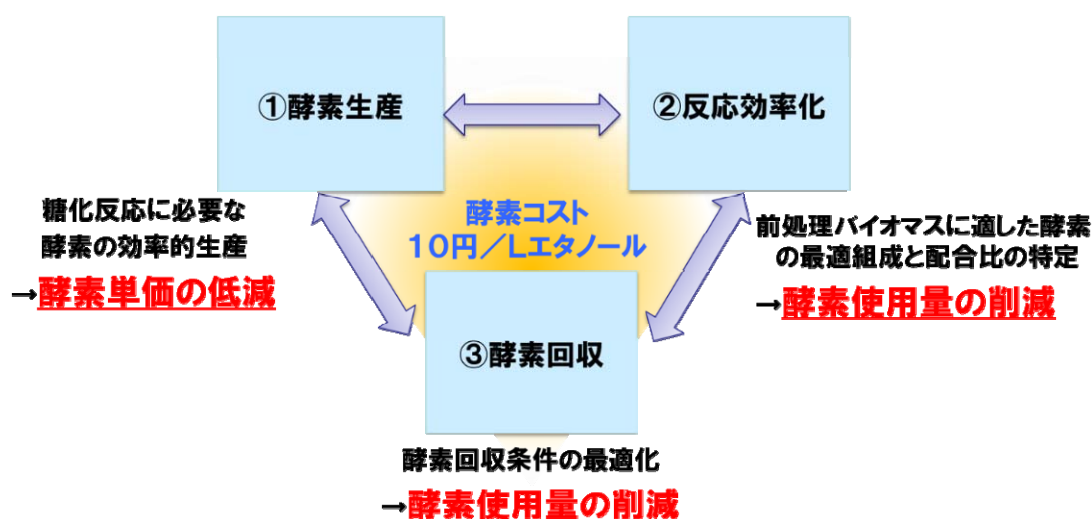 ①酵素生産
②反応効率化
糖化反応に必要な
酵素の効率的生産
→酵素単価の低減
酵素コスト
10円／Lエタノール
前処理バイオマスに適した酵素
の最適組成と配合比の特定
→酵素使用量の削減
③酵素回収
酵素回収条件の最適化
→酵素使用量の削減